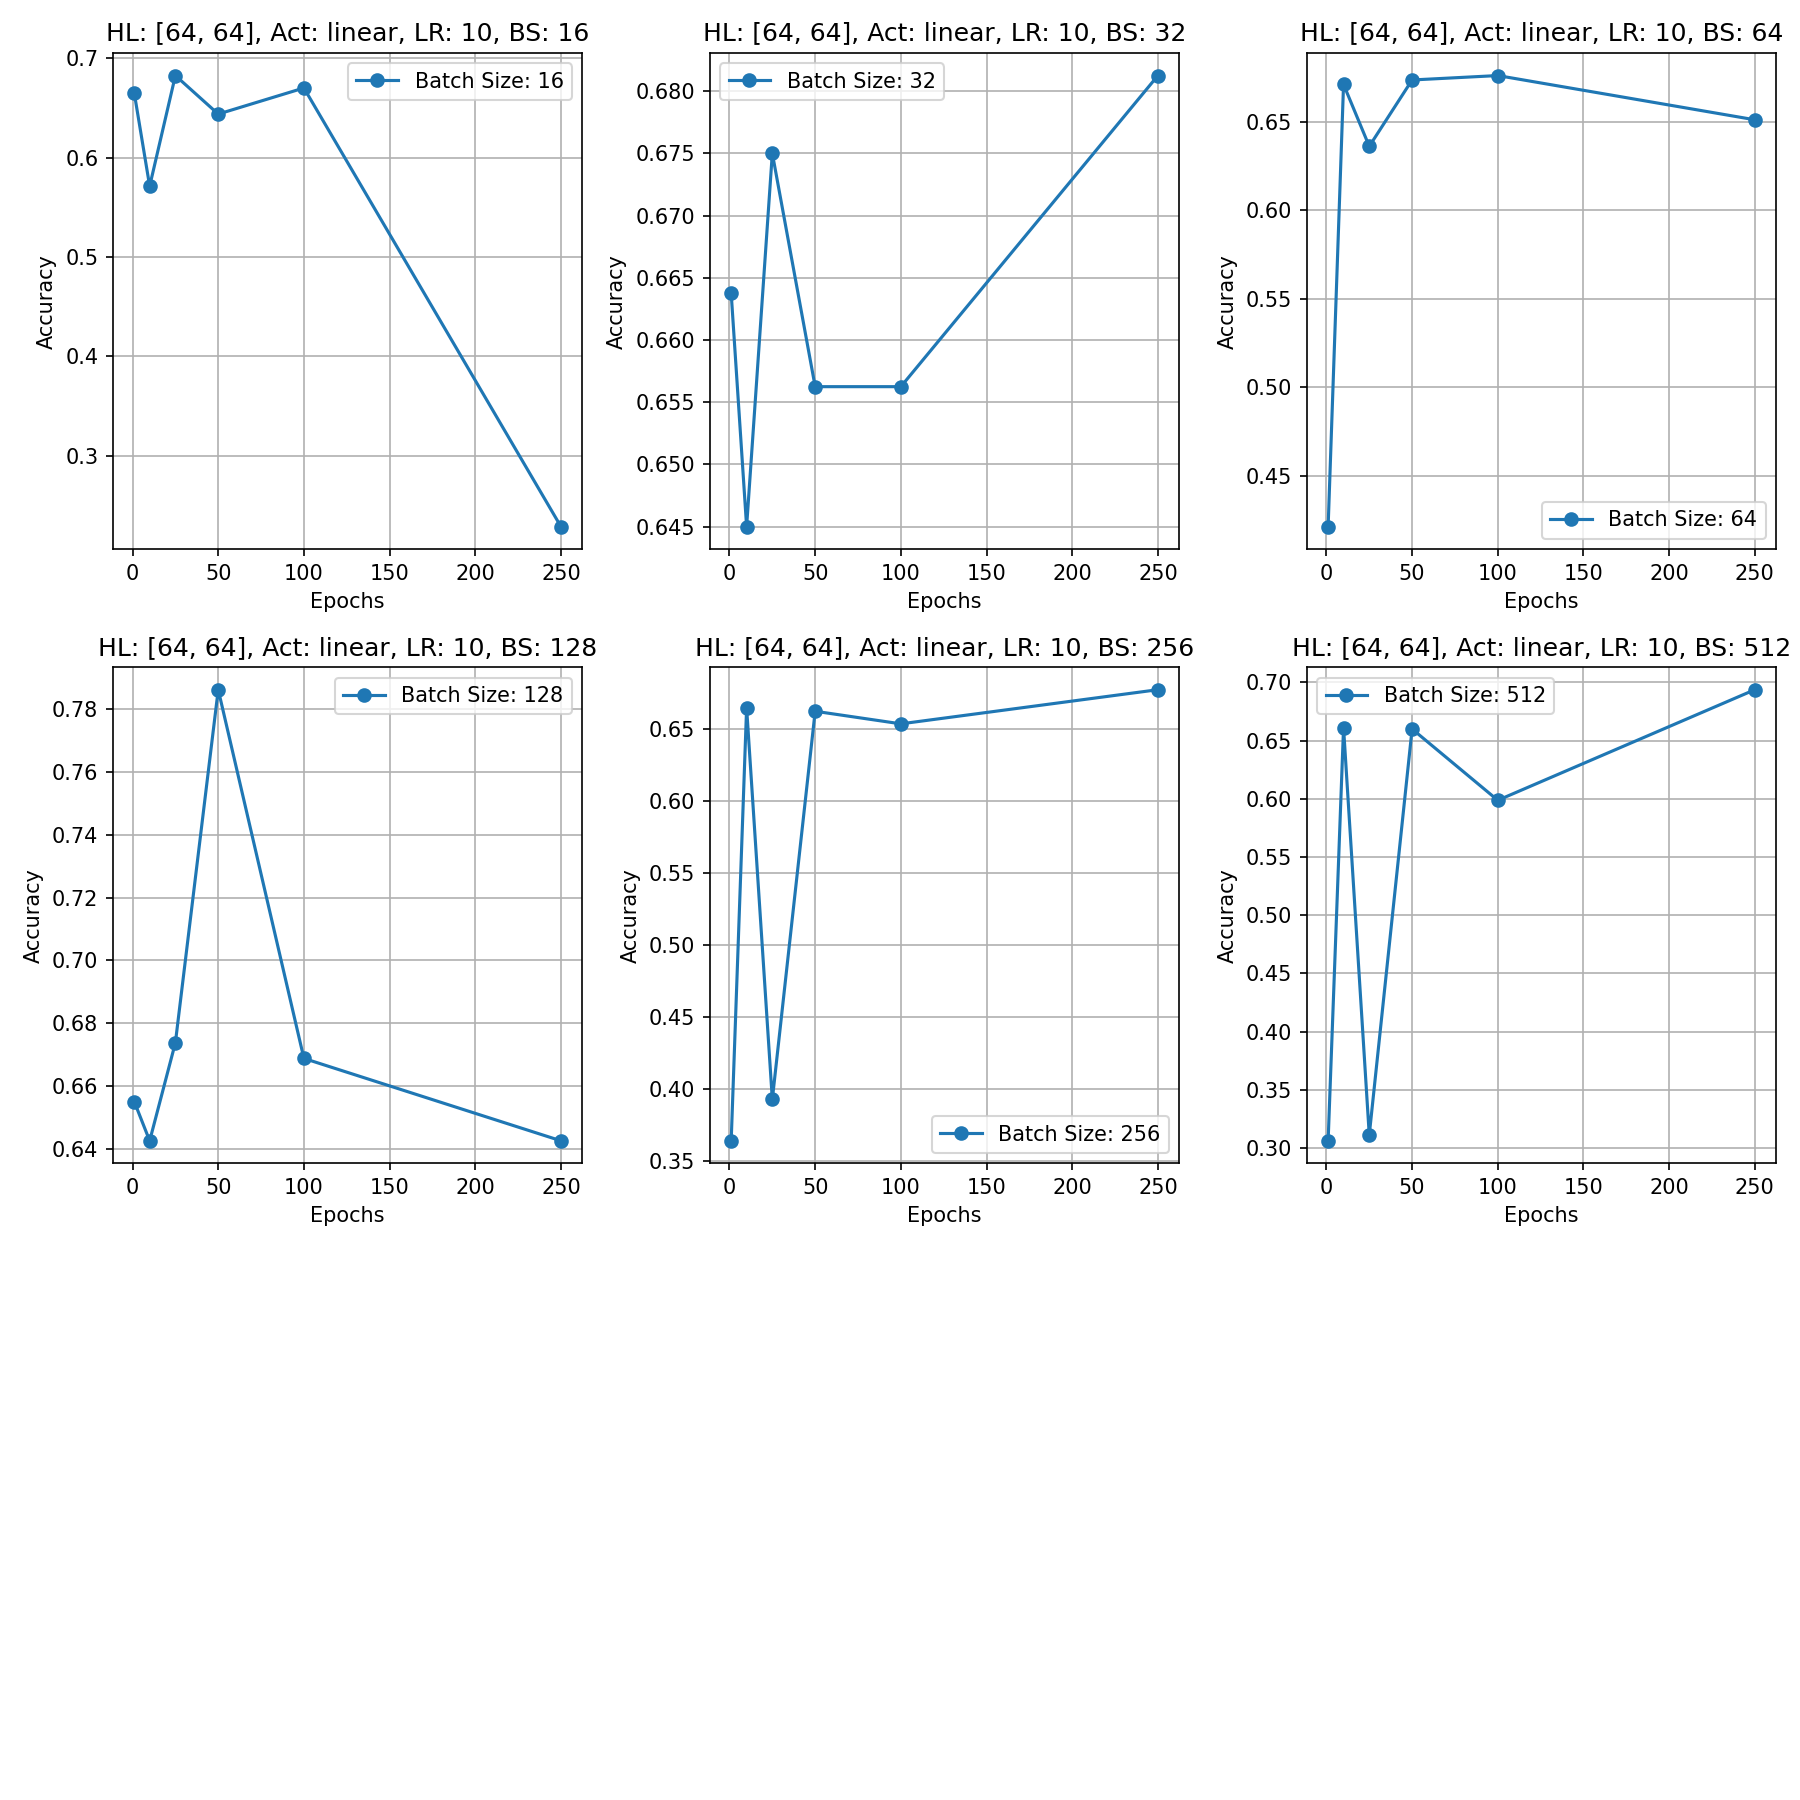 HL: [64, 64], Act: linear, LR: 10, BS: 16
Batch Size: 16
Accuracy
0.7
0.6
0.5
0.4
0.3
0 50 100 150 200 250
Epochs
HL: [64, 64], Act: linear, LR: 10, BS: 32
Batch Size: 32
Accuracy
0.680
0.675
0.670
0.665
0.660
0.655
0.650
0.645
0 50 100 150 200 250
Epochs
HL: [64, 64], Act: linear, LR: 10, BS: 64
Batch Size: 64
Accuracy
0.65
0.60
0.55
0.50
0.45
0 50 100 150 200 250
Epochs
HL: [64, 64], Act: linear, LR: 10, BS: 128
Batch Size: 128
Accuracy
0.78
0.76
0.74
0.72
0.70
0.68
0.66
0.64
0 50 100 150 200 250
Epochs
HL: [64, 64], Act: linear, LR: 10, BS: 256
Batch Size: 256
Accuracy
0.65
0.60
0.55
0.50
0.45
0.40
0.35
0 50 100 150 200 250
Epochs
HL: [64, 64], Act: linear, LR: 10, BS: 512
Batch Size: 512
Accuracy
0.70
0.65
0.60
0.55
0.50
0.45
0.40
0.35
0.30
0 50 100 150 200 250
Epochs